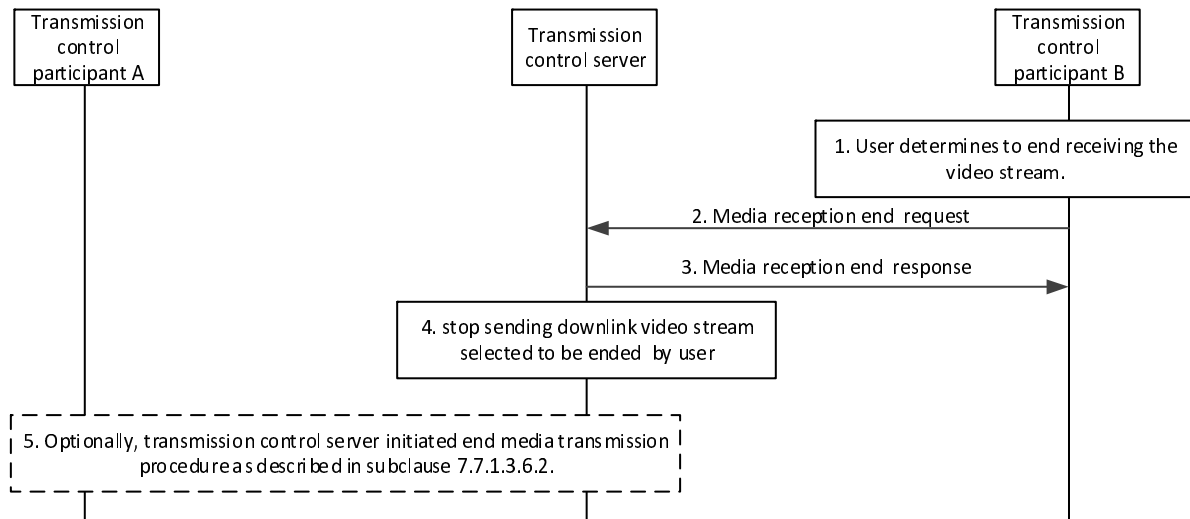 Transmission
control
participant A
Transmission
control server
Transmission
control
participant B
1. User determines to end receiving the
video stream.
2. Media reception end request
3. Media reception end response
4. stop sending downlink video stream
selected to be ended by user
5. Optionally, transmission control server initiated end media transmission
procedure as described in subclause 7.7.1.3.6.2.